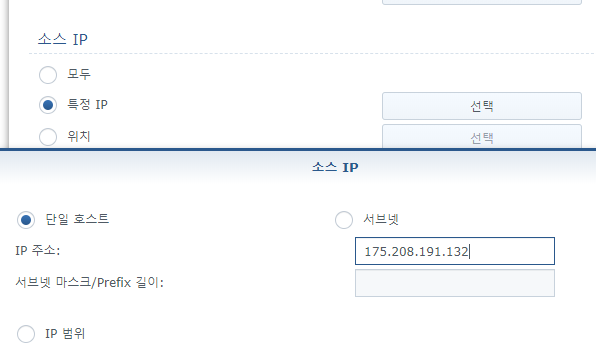 소스 IP
모두
특정 IP
선택
위치
선택
소스 IP
단일 호스트
서브넷
IP 주소:
175.208.191.132
서브넷 마스크/Prefix 길이:
IP 범위